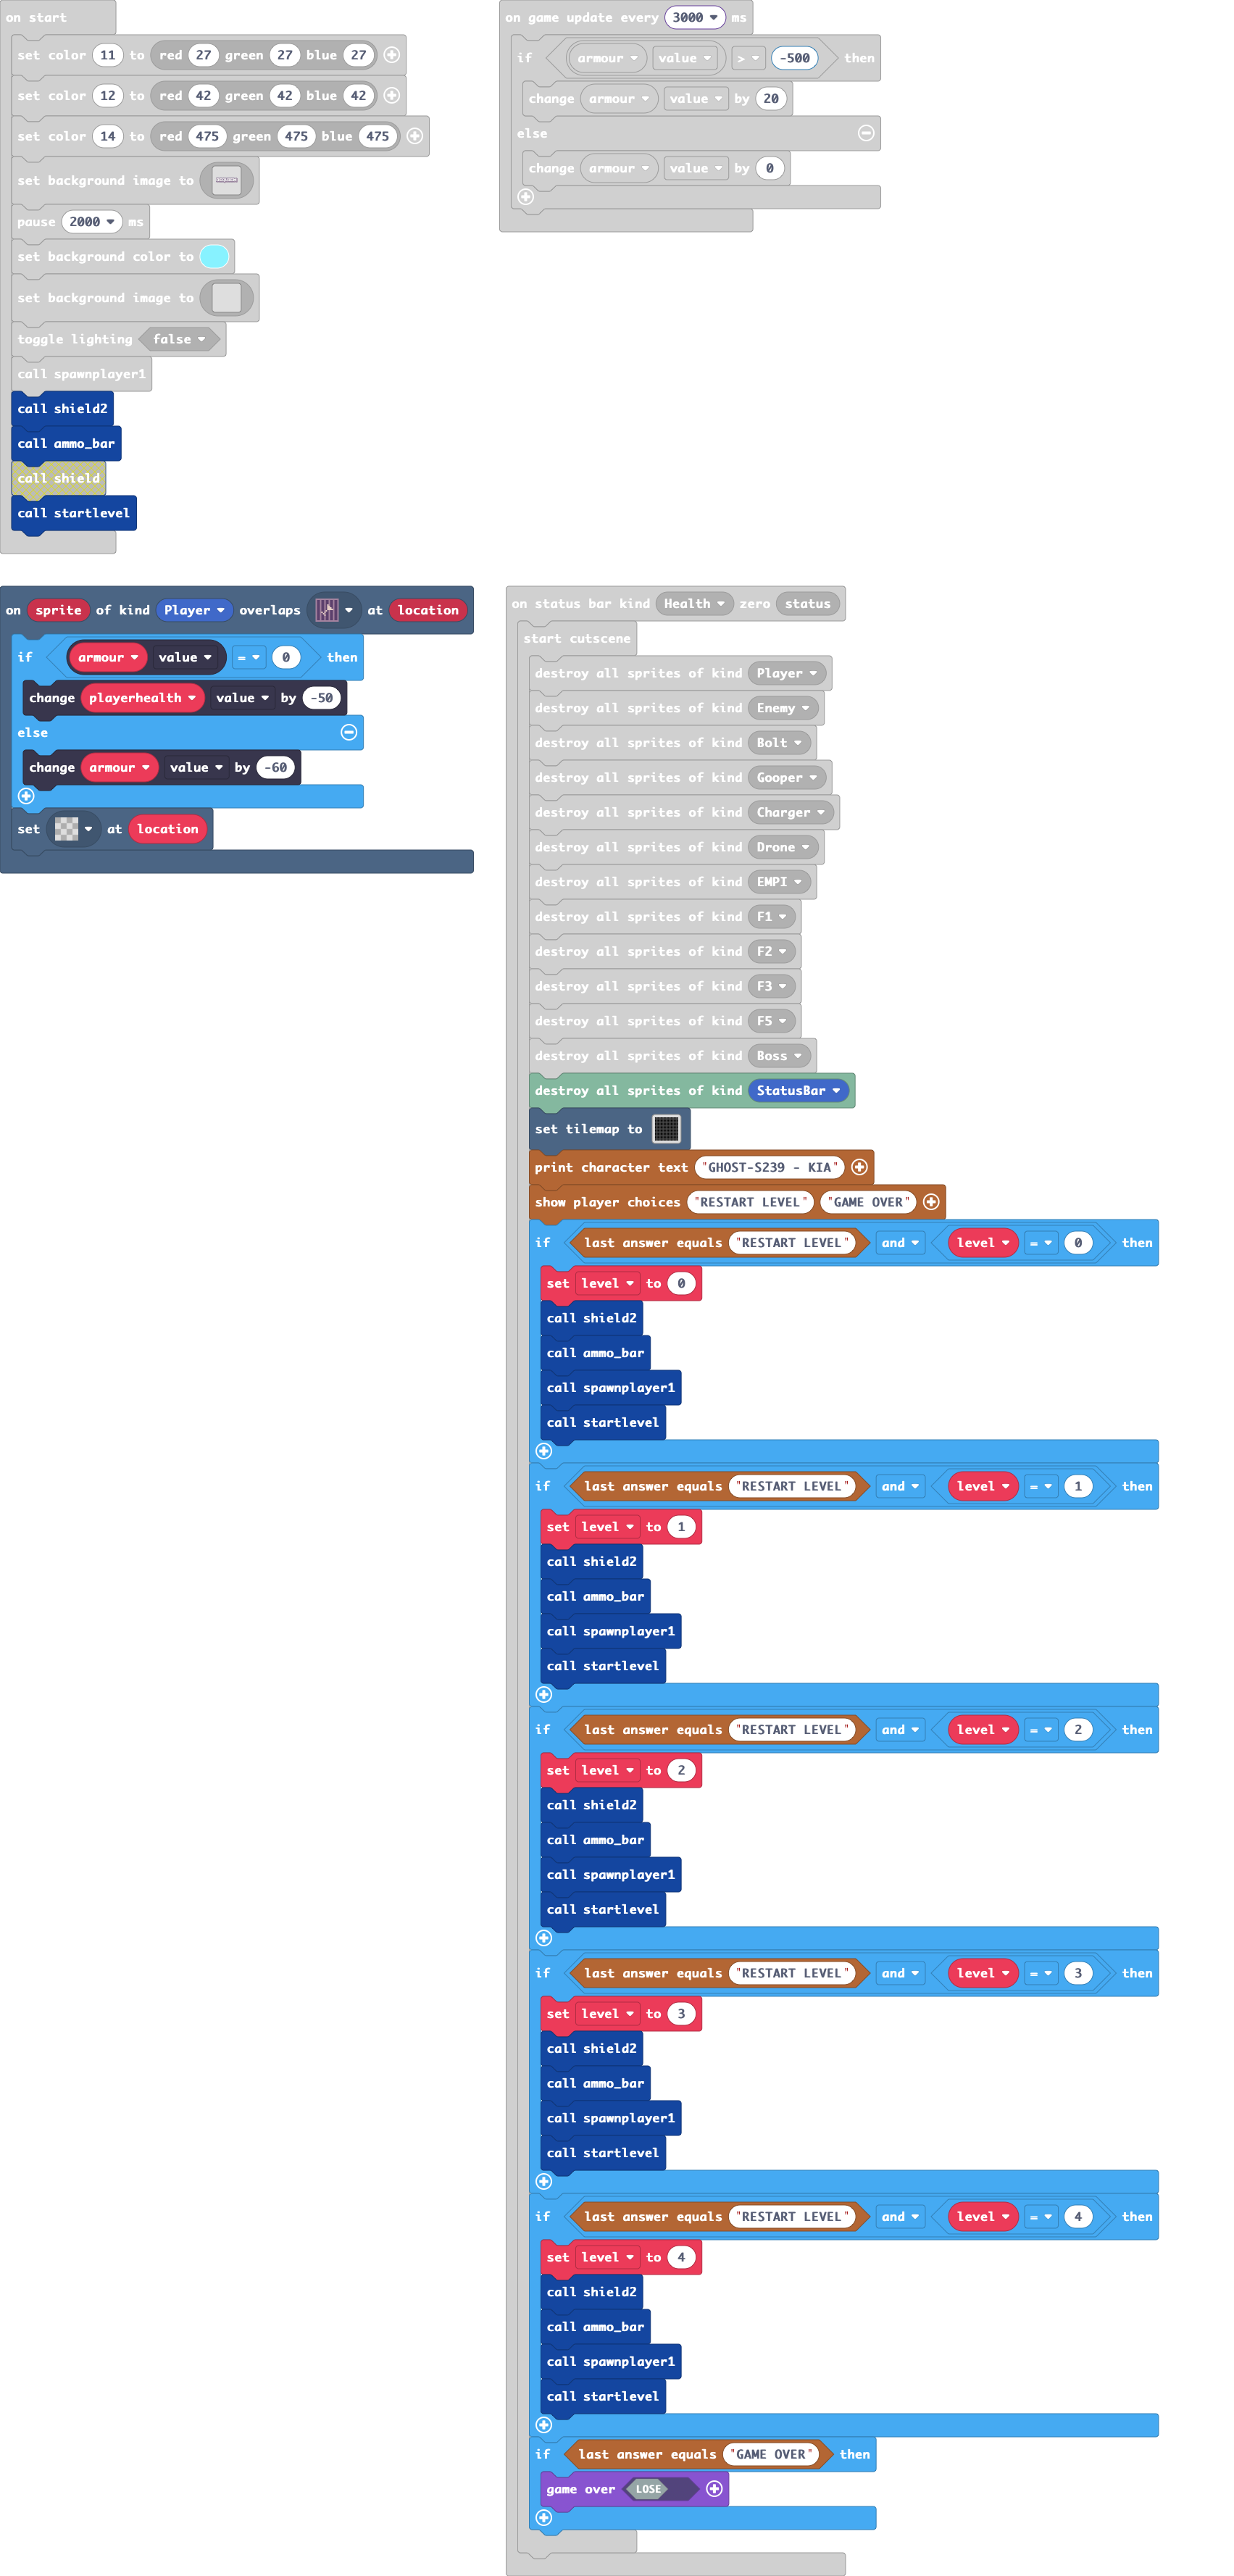 on start
set color 11 to red 27 green 27 blue 27
set color 12 to red 42 green 42 blue 42
set color 14 to red 475 green 475 blue 475
set background image to
pause 2000 ms
set background color to
set background image to
toggle lighting false
call spawnplayer1
call shield2
call ammo_bar
call shield
call startlevel
on game update every 3000 ms
if armour value > -500 then
change armour value by 20
else
change armour value by 0
on sprite of kind Player overlaps at location
if armour value = 0 then
change playerhealth value by -50
else
change armour value by -60
set at location
on status bar kind Health zero status
start cutscene
destroy all sprites of kind Player
destroy all sprites of kind Enemy
destroy all sprites of kind Bolt
destroy all sprites of kind Gooper
destroy all sprites of kind Charger
destroy all sprites of kind Drone
destroy all sprites of kind EMPI
destroy all sprites of kind F1
destroy all sprites of kind F2
destroy all sprites of kind F3
destroy all sprites of kind F5
destroy all sprites of kind Boss
destroy all sprites of kind StatusBar
set tilemap to
print character text "GHOST-S239 - KIA"
show player choices "RESTART LEVEL" "GAME OVER"
if last answer equals "RESTART LEVEL" and level = 0 then
set level to 0
call shield2
call ammo_bar
call spawnplayer1
call startlevel
if last answer equals "RESTART LEVEL" and level = 1 then
set level to 1
call shield2
call ammo_bar
call spawnplayer1
call startlevel
if last answer equals "RESTART LEVEL" and level = 2 then
set level to 2
call shield2
call ammo_bar
call spawnplayer1
call startlevel
if last answer equals "RESTART LEVEL" and level = 3 then
set level to 3
call shield2
call ammo_bar
call spawnplayer1
call startlevel
if last answer equals "RESTART LEVEL" and level = 4 then
set level to 4
call shield2
call ammo_bar
call spawnplayer1
call startlevel
if last answer equals "GAME OVER" then
game over LOSE